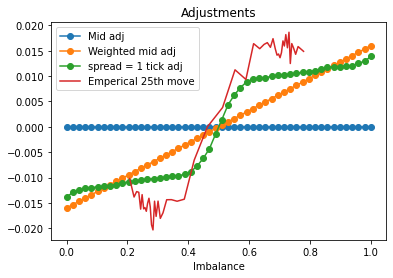 Adjustments
Mid adj
Weighted mid adj
spread = 1 tick adj
Emperical 25th move
0.020
0.015
0.010
0.005
0.000
−0.005
−0.010
−0.015
−0.020
0.0 0.2 0.4 0.6 0.8 1.0
Imbalance